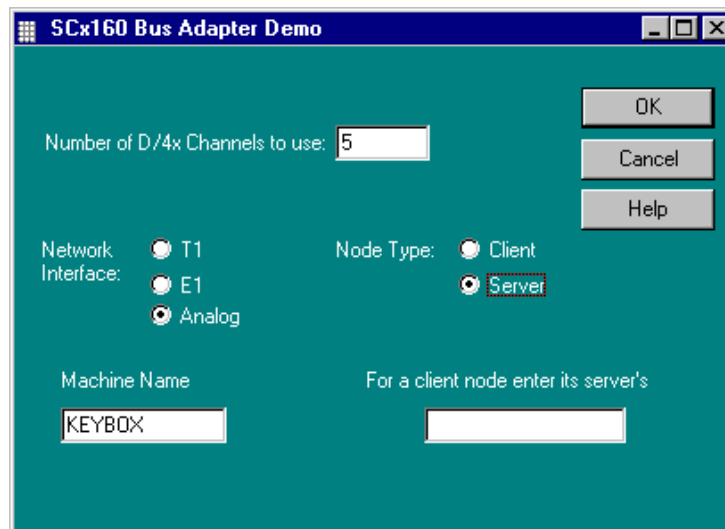 SCx160 Bus Adapter Demo
OK
Number of D/4x Channels to use: 5
Cancel
Help
Network Interface:
T1
E1
Analog
Node Type:
Client
Server
Machine Name
KEYBOX
For a client node enter its server's